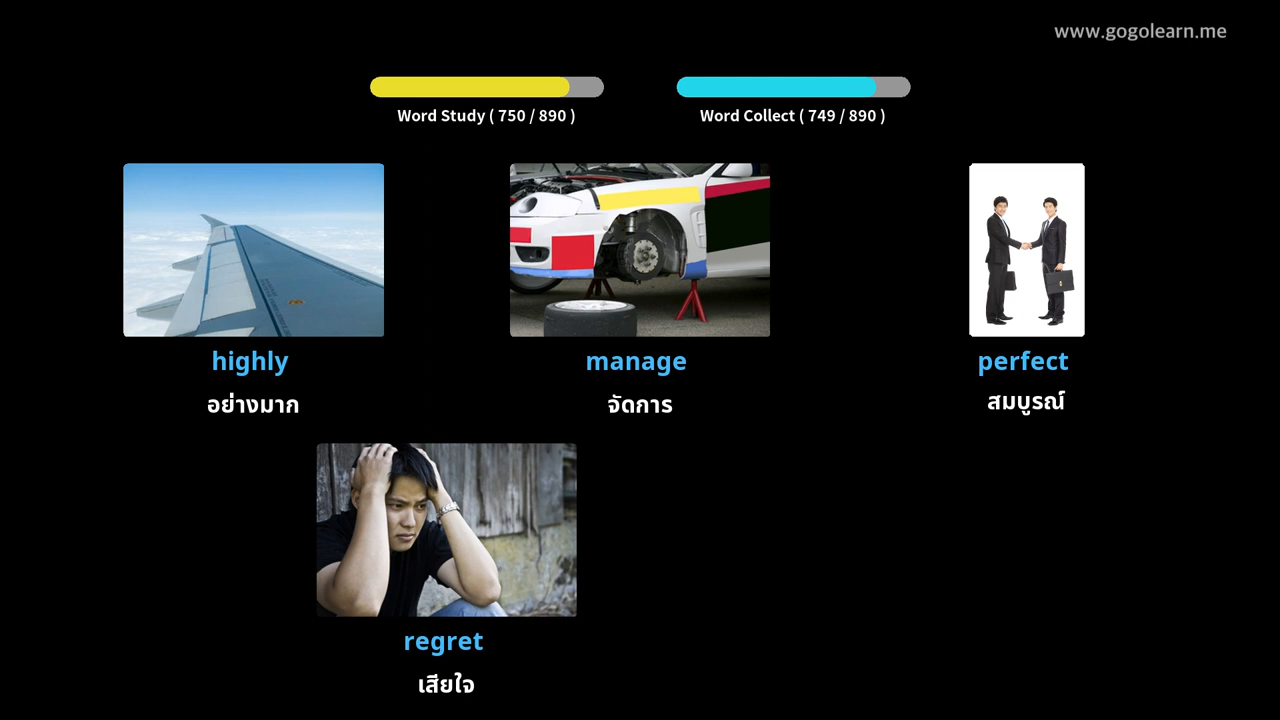 www.gogolearn.me
Word Study ( 750 / 890 )
Word Collect ( 749 / 890 )
highly
อย่างมาก
manage
จัดการ
perfect
สมบูรณ์
regret
เสียใจ